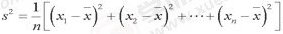 s² = 1/n[(x₁ − x̄)² + (x₂ − x̄)² + ⋯ + (xₙ − x̄)²]